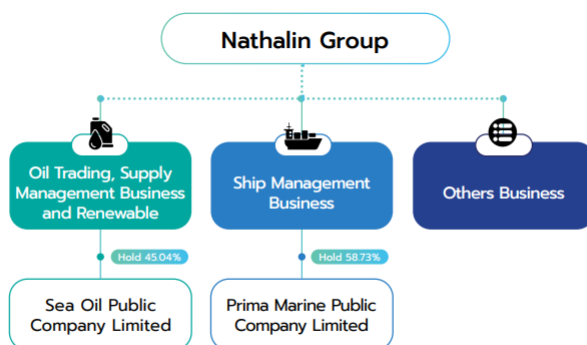 Nathalin Group
Oil Trading, Supply
Management Business
and Renewable
Ship Management
Business
Others Business
Hold 45.04%
Hold 58.73%
Sea Oil Public
Company Limited
Prima Marine Public
Company Limited